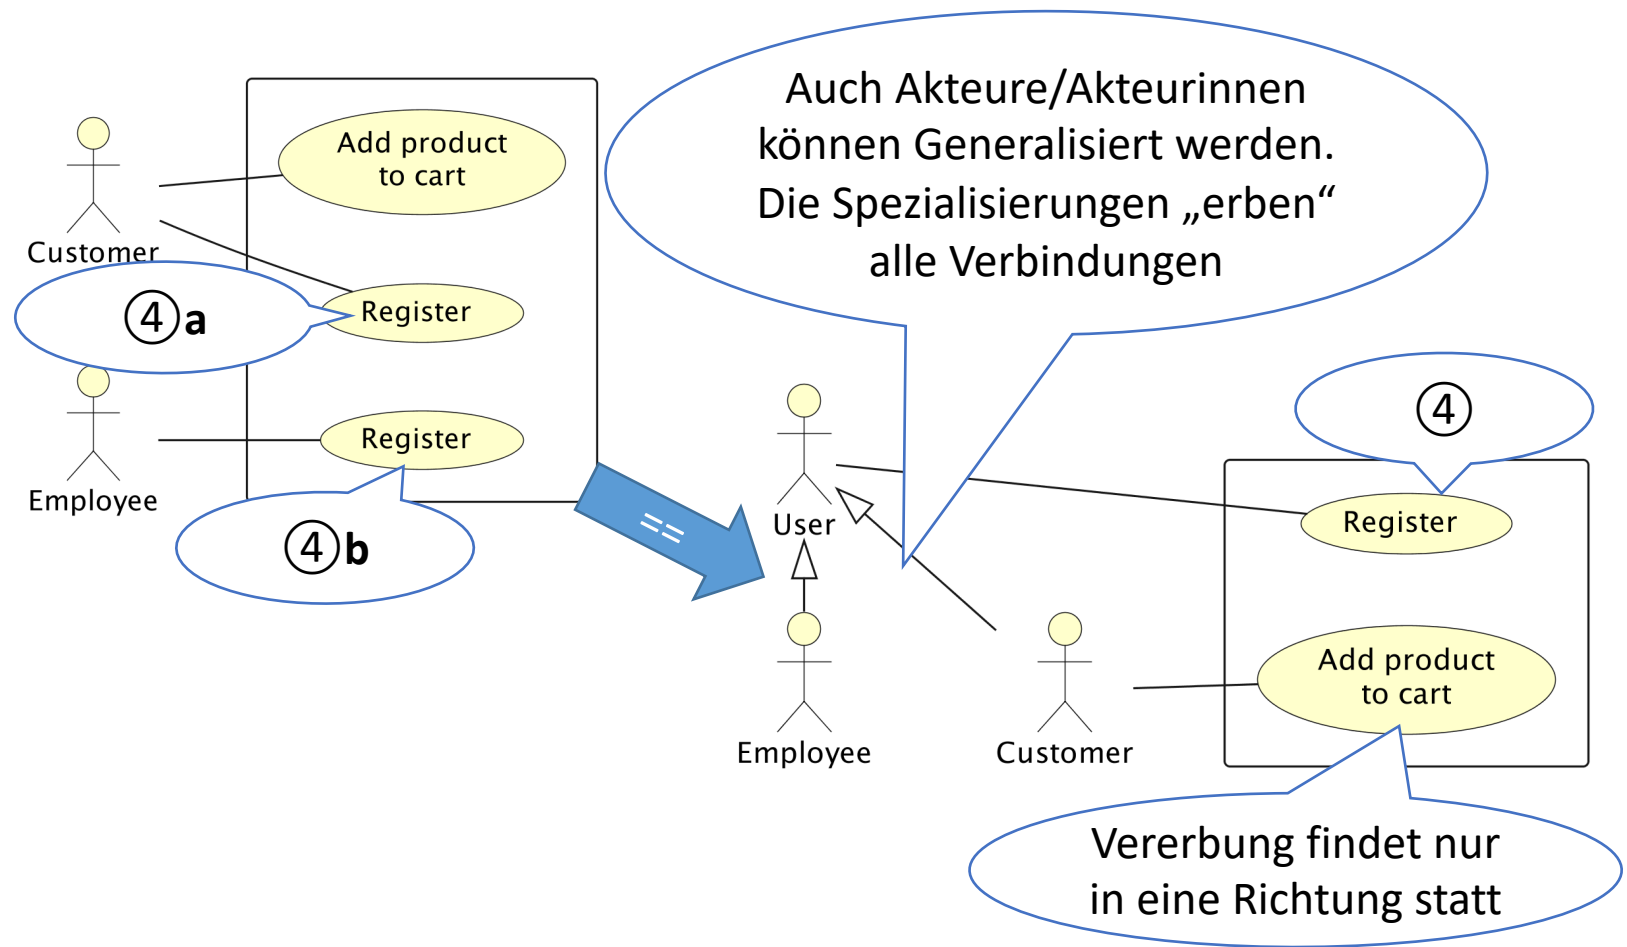 Add product
to cart
Customer
④a
Register
Employee
Register
④b
==
Auch Akteure/Akteurinnen
können Generalisiert werden.
Die Spezialisierungen „erben“
alle Verbindungen
User
Employee
Customer
④
Register
Add product
to cart
Vererbung findet nur
in eine Richtung statt